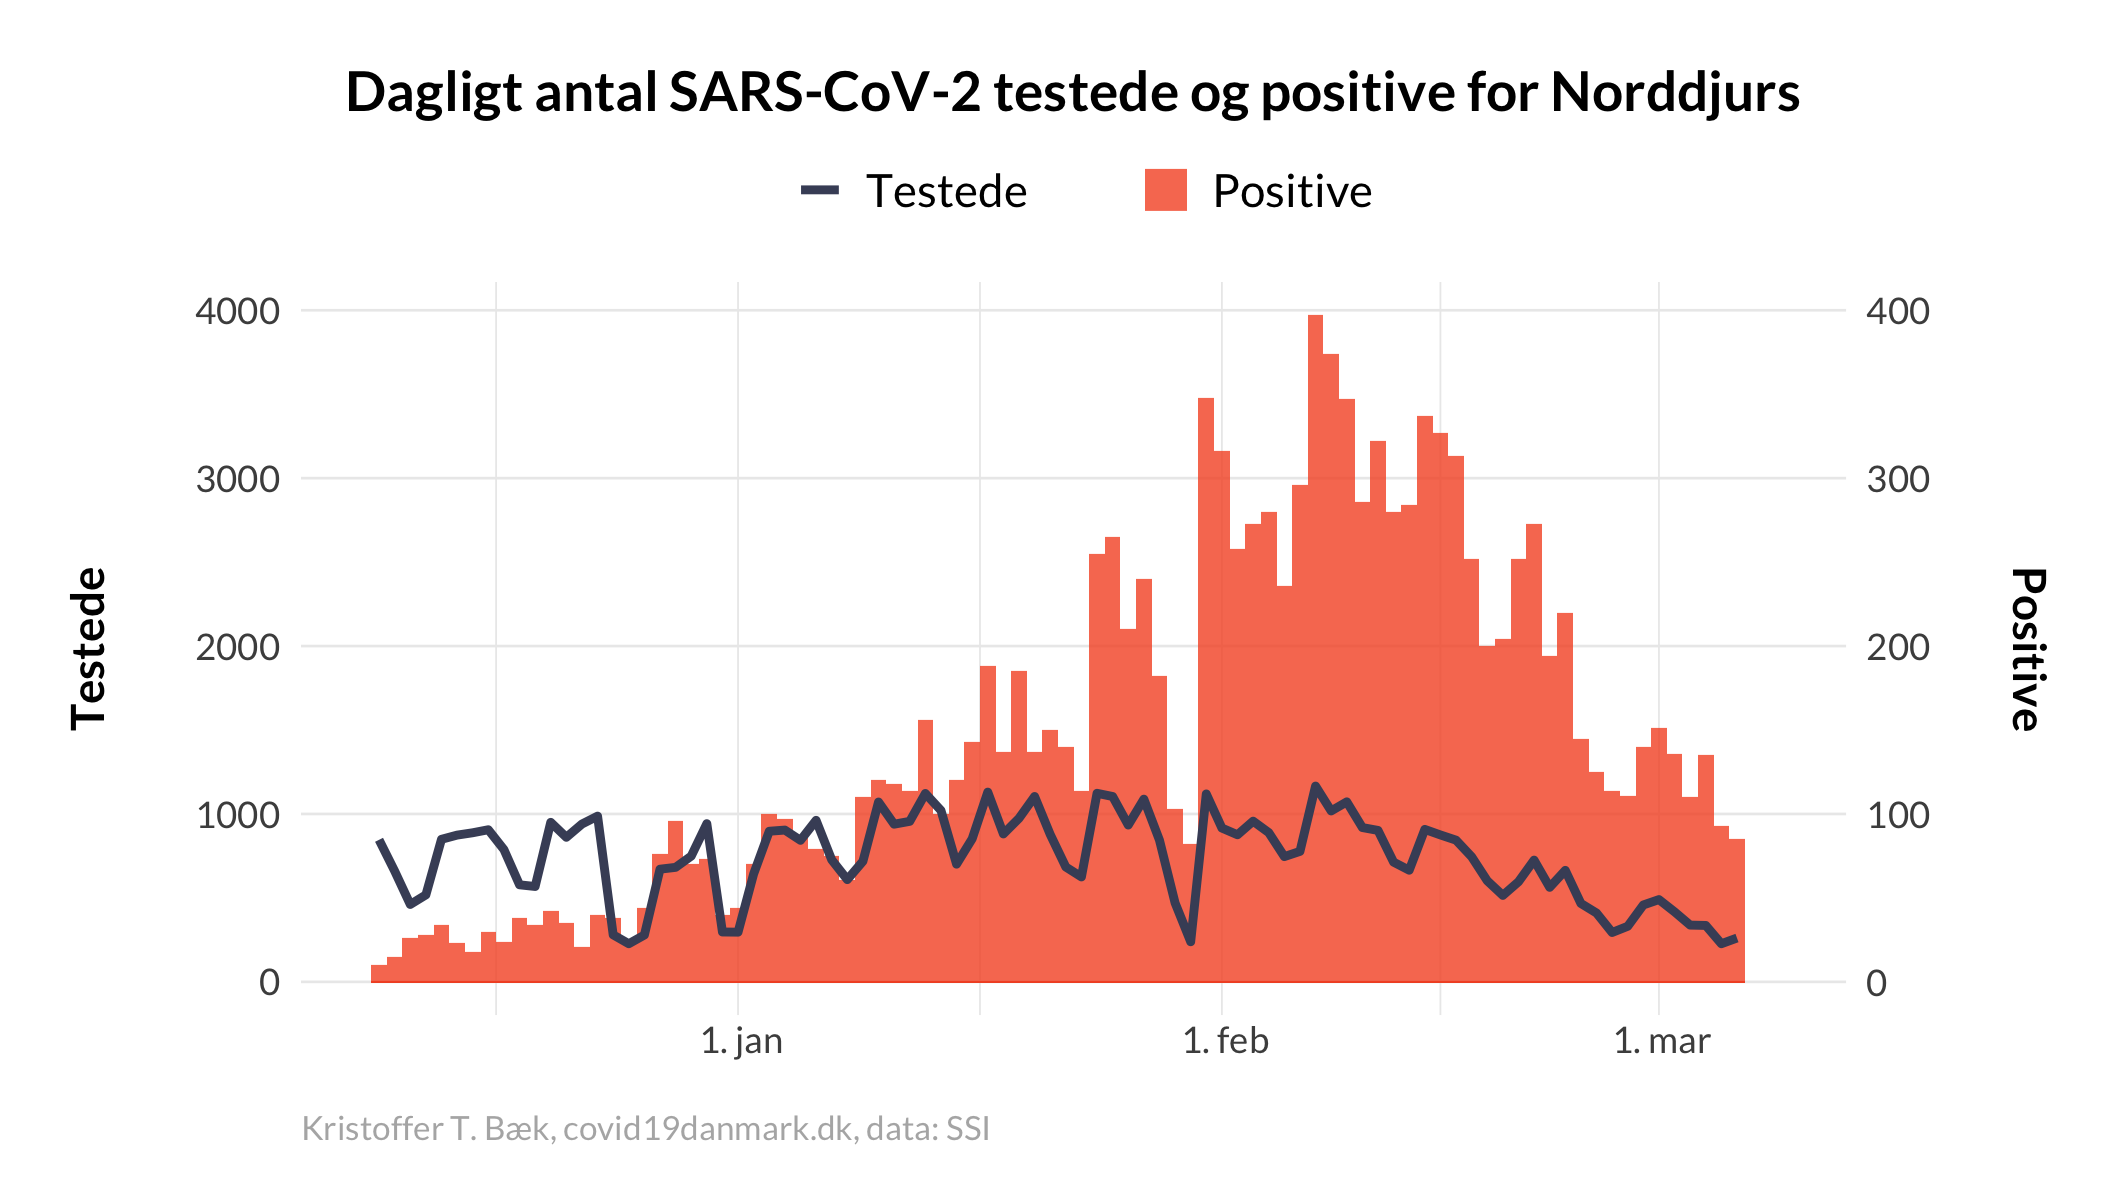 Dagligt antal SARS-CoV-2 testede og positive for Norddjurs
Testede
Positive
4000
3000
2000
1000
0
Testede
400
300
200
100
0
Positive
1. jan
1. feb
1. mar
Kristoffer T. Bæk, covid19danmark.dk, data: SSI